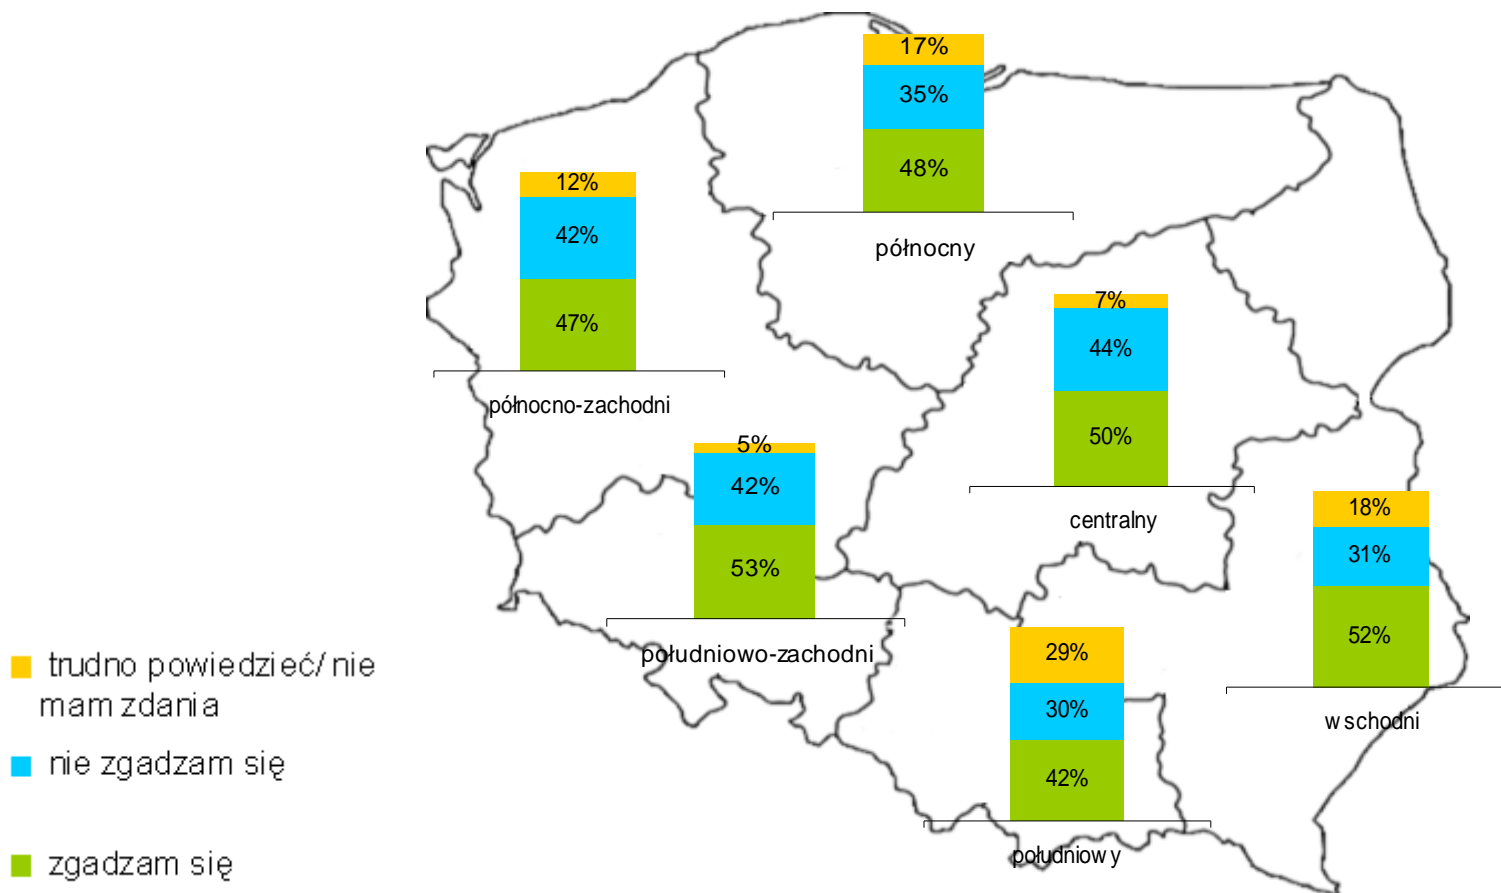 17%
35%
48%
północny
12%
42%
47%
północno-zachodni
7%
44%
50%
centralny
5%
42%
53%
południowo-zachodni
18%
31%
52%
wschodni
29%
30%
42%
południowy
trudno powiedzieć/ nie
mam zdania
nie zgadzam się
zgadzam się